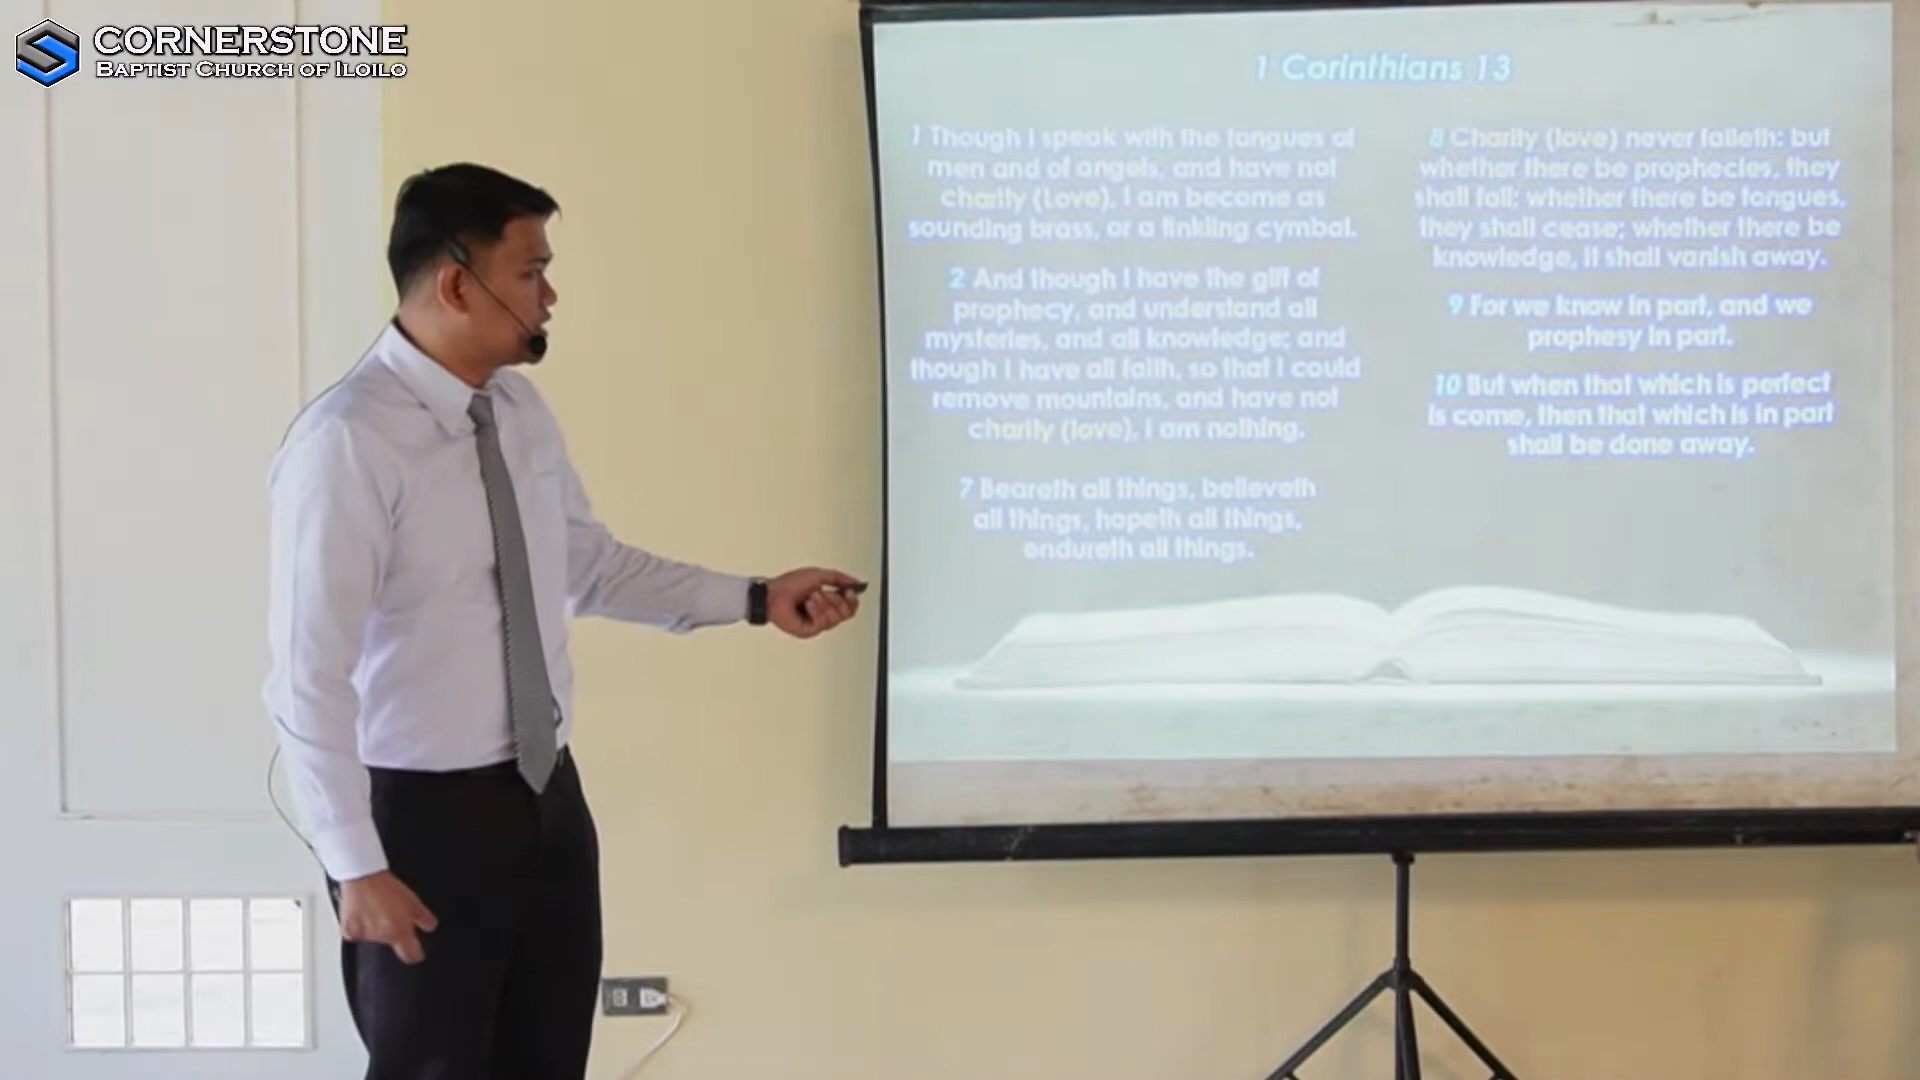 CORNERSTONE
BAPTIST CHURCH OF ILOILO
1 Corinthians 13
1 Though I speak with the tongues of
men and of angels, and have not
charity (Love), I am become as
sounding brass, or a tinkling cymbal.
2 And though I have the gift of
prophecy, and understand all
mysteries, and all knowledge; and
though I have all faith, so that I could
remove mountains, and have not
charity (love), I am nothing.
7 Beareth all things, believeth
all things, hopeth all things,
endureth all things.
8 Charity (love) never faileth: but
whether there be prophecies, they
shall fail; whether there be tongues,
they shall cease; whether there be
knowledge, it shall vanish away.
9 For we know in part, and we
prophesy in part.
10 But when that which is perfect
is come, then that which is in part
shall be done away.